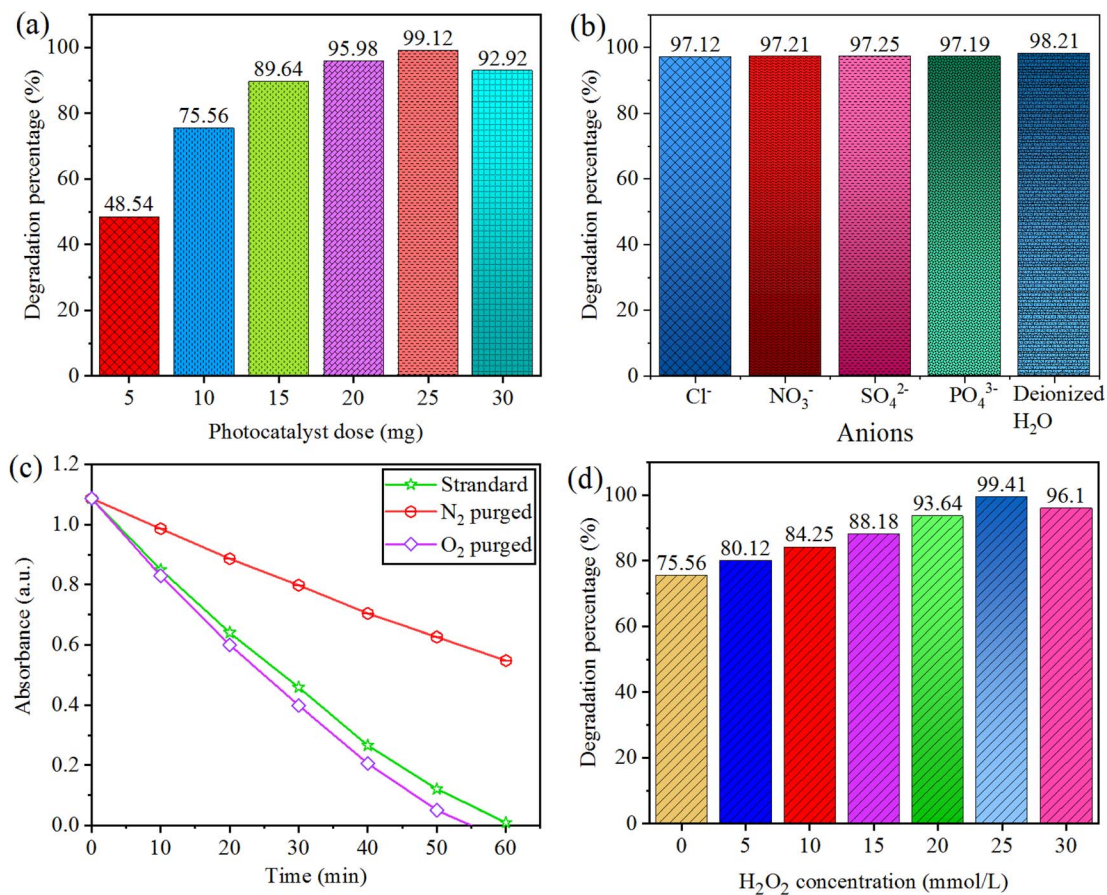 (a)
Degradation percentage (%)
100
80
60
40
20
0
48.54
75.56
89.64
95.98
99.12
92.92
5 10 15 20 25 30
Photocatalyst dose (mg)
(b)
Degradation percentage (%)
100
80
60
40
20
0
97.12
97.21
97.25
97.19
98.21
Cl⁻ NO₃⁻ SO₄²⁻ PO₄³⁻ Deionized
H₂O
Anions
(c)
Absorbance (a.u.)
1.2
1.0
0.8
0.6
0.4
0.2
0.0
Strandard
N₂ purged
O₂ purged
0 10 20 30 40 50 60
Time (min)
(d)
Degradation percentage (%)
100
80
60
40
20
0
75.56
80.12
84.25
88.18
93.64
99.41
96.1
0 5 10 15 20 25 30
H₂O₂ concentration (mmol/L)